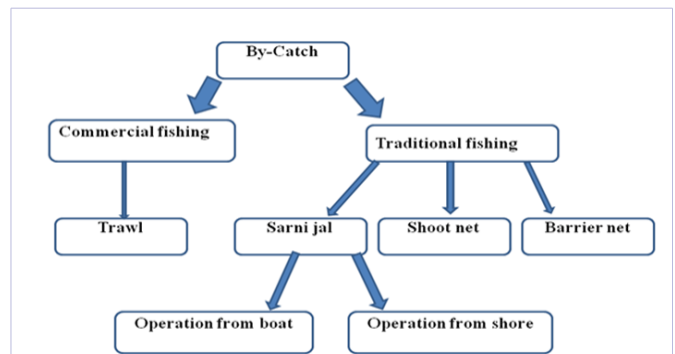 By-Catch
Commercial fishing
Traditional fishing
Trawl
Sarni jal
Shoot net
Barrier net
Operation from boat
Operation from shore